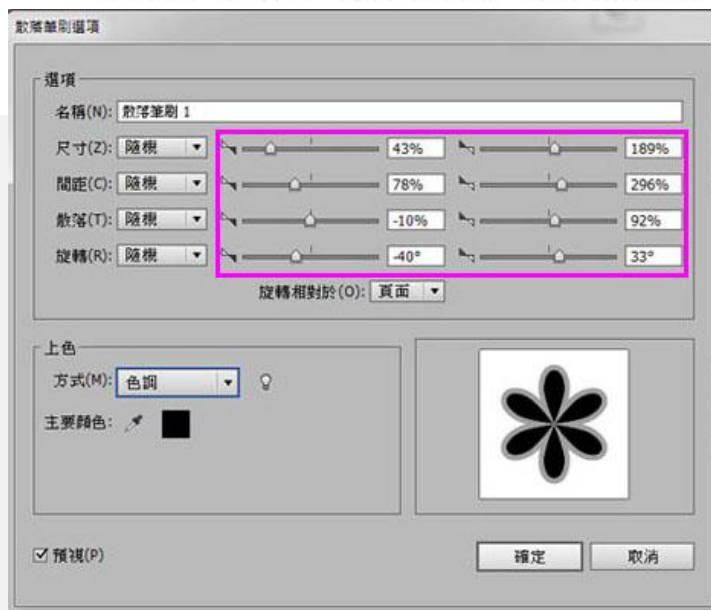 散落筆刷選項
選項
名稱(N): 散落筆刷 1
尺寸(Z): 隨機 43% 189%
間距(C): 隨機 78% 296%
散落(T): 隨機 -10% 92%
旋轉(R): 隨機 -40° 33°
旋轉相對於(O): 頁面
上色
方式(M): 色調
主要顏色:
預視(P)
確定 取消